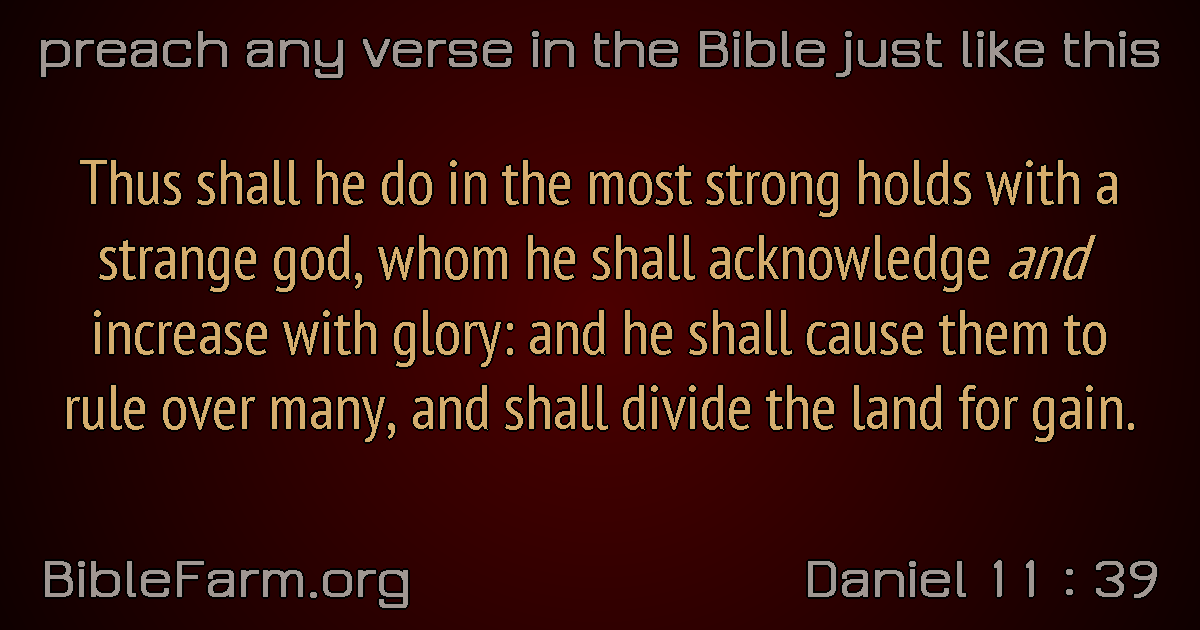 preach any verse in the Bible just like this
Thus shall he do in the most strong holds with a
strange god, whom he shall acknowledge and
increase with glory: and he shall cause them to
rule over many, and shall divide the land for gain.
BibleFarm.org
Daniel 11 : 39